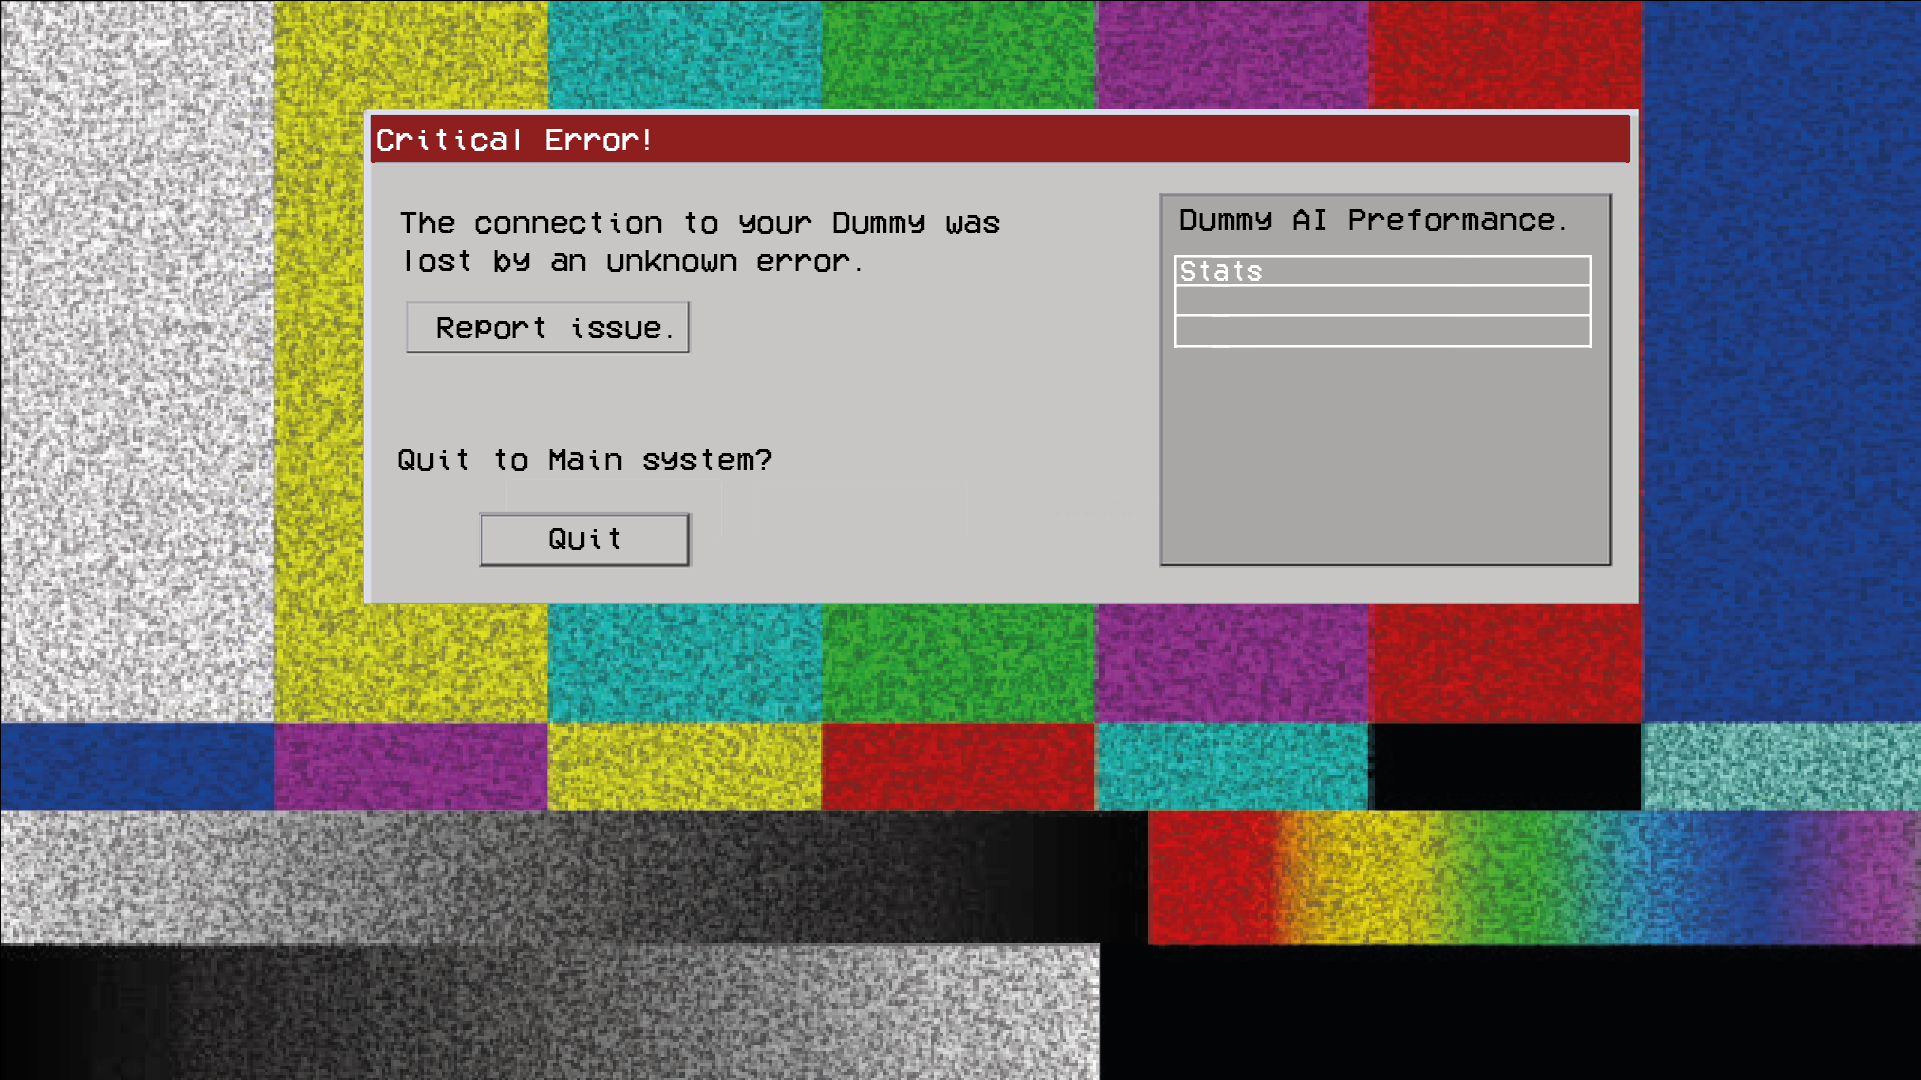 Critical Error!
The connection to your Dummy was
lost by an unknown error.
Report issue.
Quit to Main system?
Quit
Dummy AI Preformance.
Stats